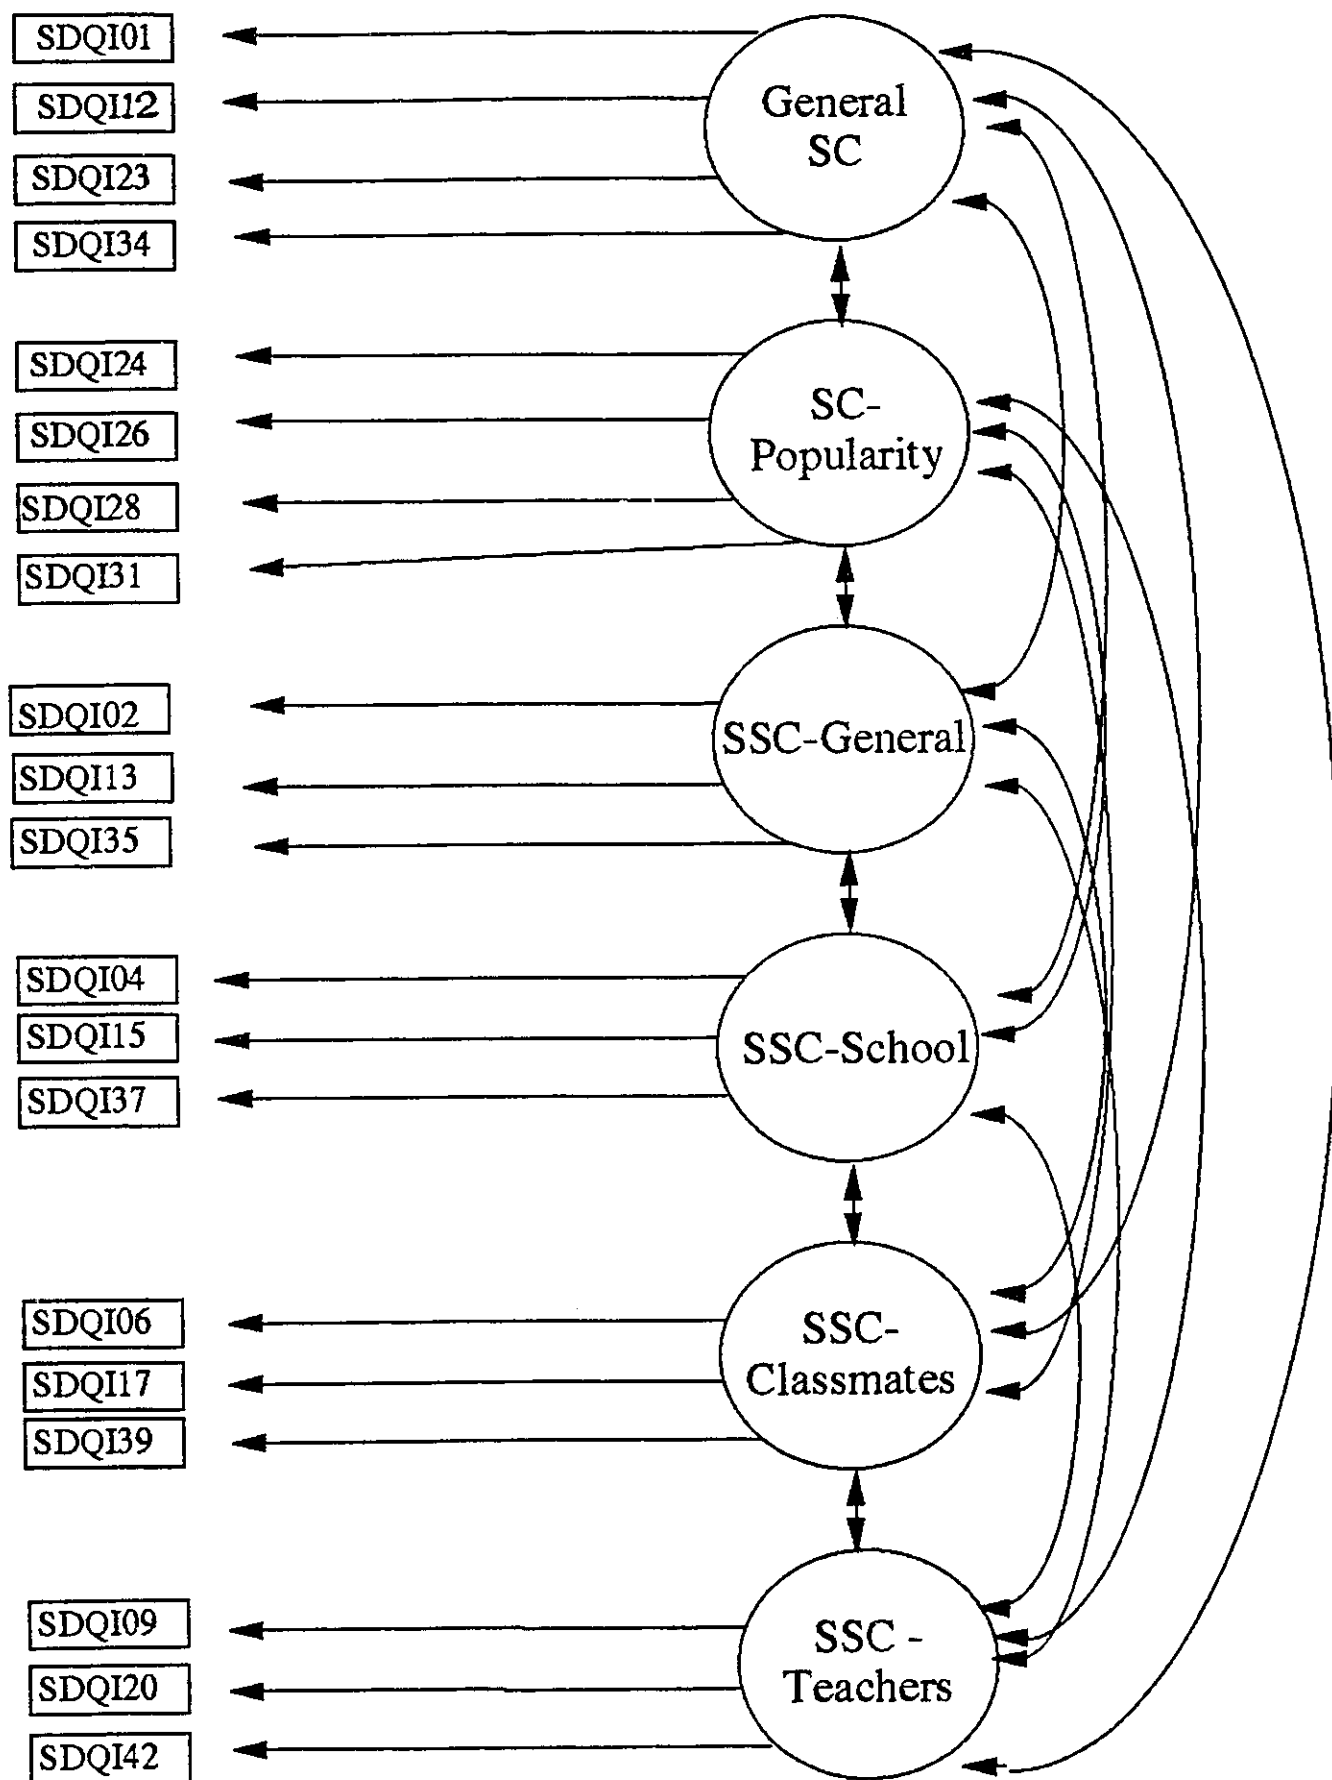 SDQI01
SDQI12
SDQI23
SDQI34
General
SC
SDQI24
SDQI26
SDQI28
SDQI31
SC-
Popularity
SDQI02
SDQI13
SDQI35
SSC-General
SDQI04
SDQI15
SDQI37
SSC-School
SDQI06
SDQI17
SDQI39
SSC-
Classmates
SDQI09
SDQI20
SDQI42
SSC -
Teachers